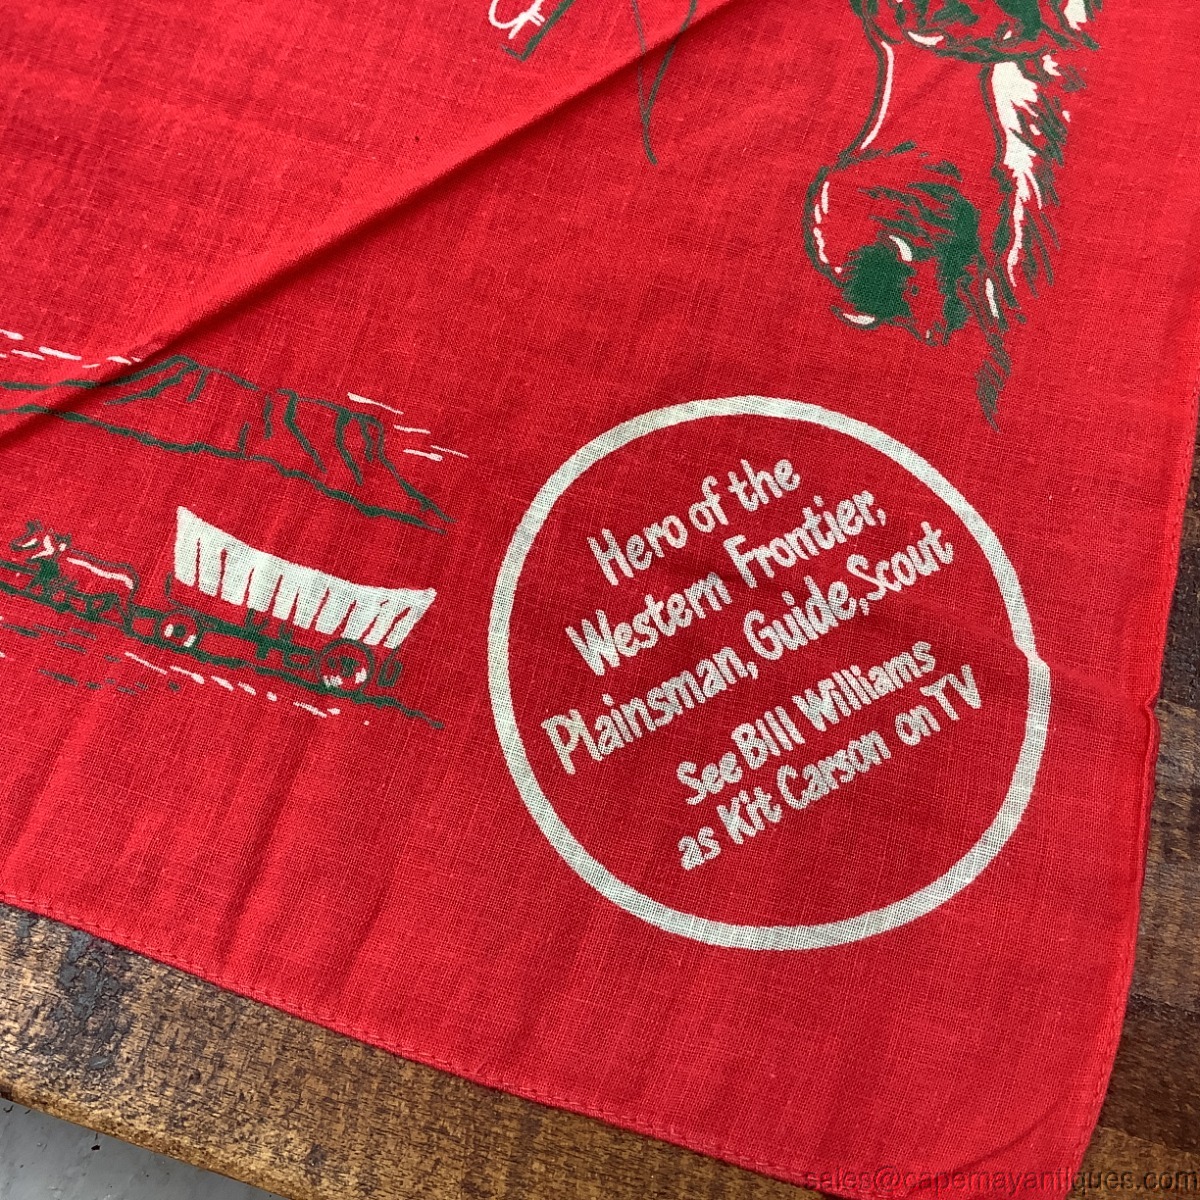 Hero of the
Western Frontier,
Plainsman, Guide, Scout
See Bill Williams
as Kit Carson on TV
sales@capemayantiques.com